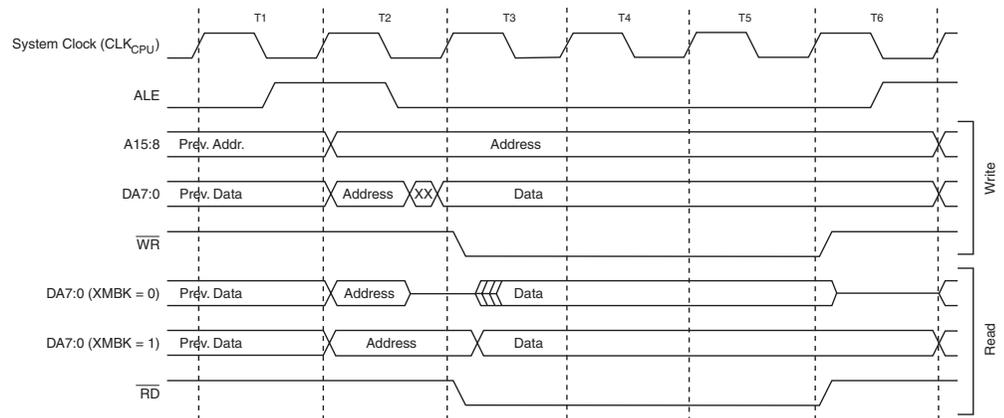 T1 T2 T3 T4 T5 T6
System Clock (CLKCPU)
ALE
A15:8 Prev. Addr. Address
DA7:0 Prev. Data Address XX Data
WR
Write
DA7:0 (XMBK = 0) Prev. Data Address Data
DA7:0 (XMBK = 1) Prev. Data Address Data
RD
Read